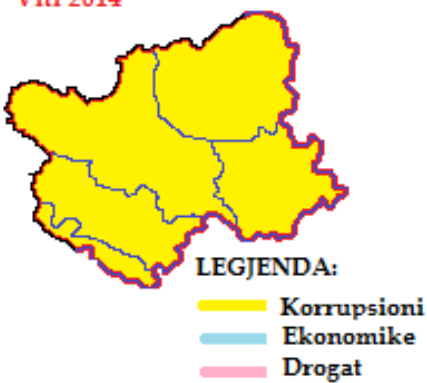 Viti 2014
LEGJENDA:
Korrupsioni
Ekonomike
Drogat